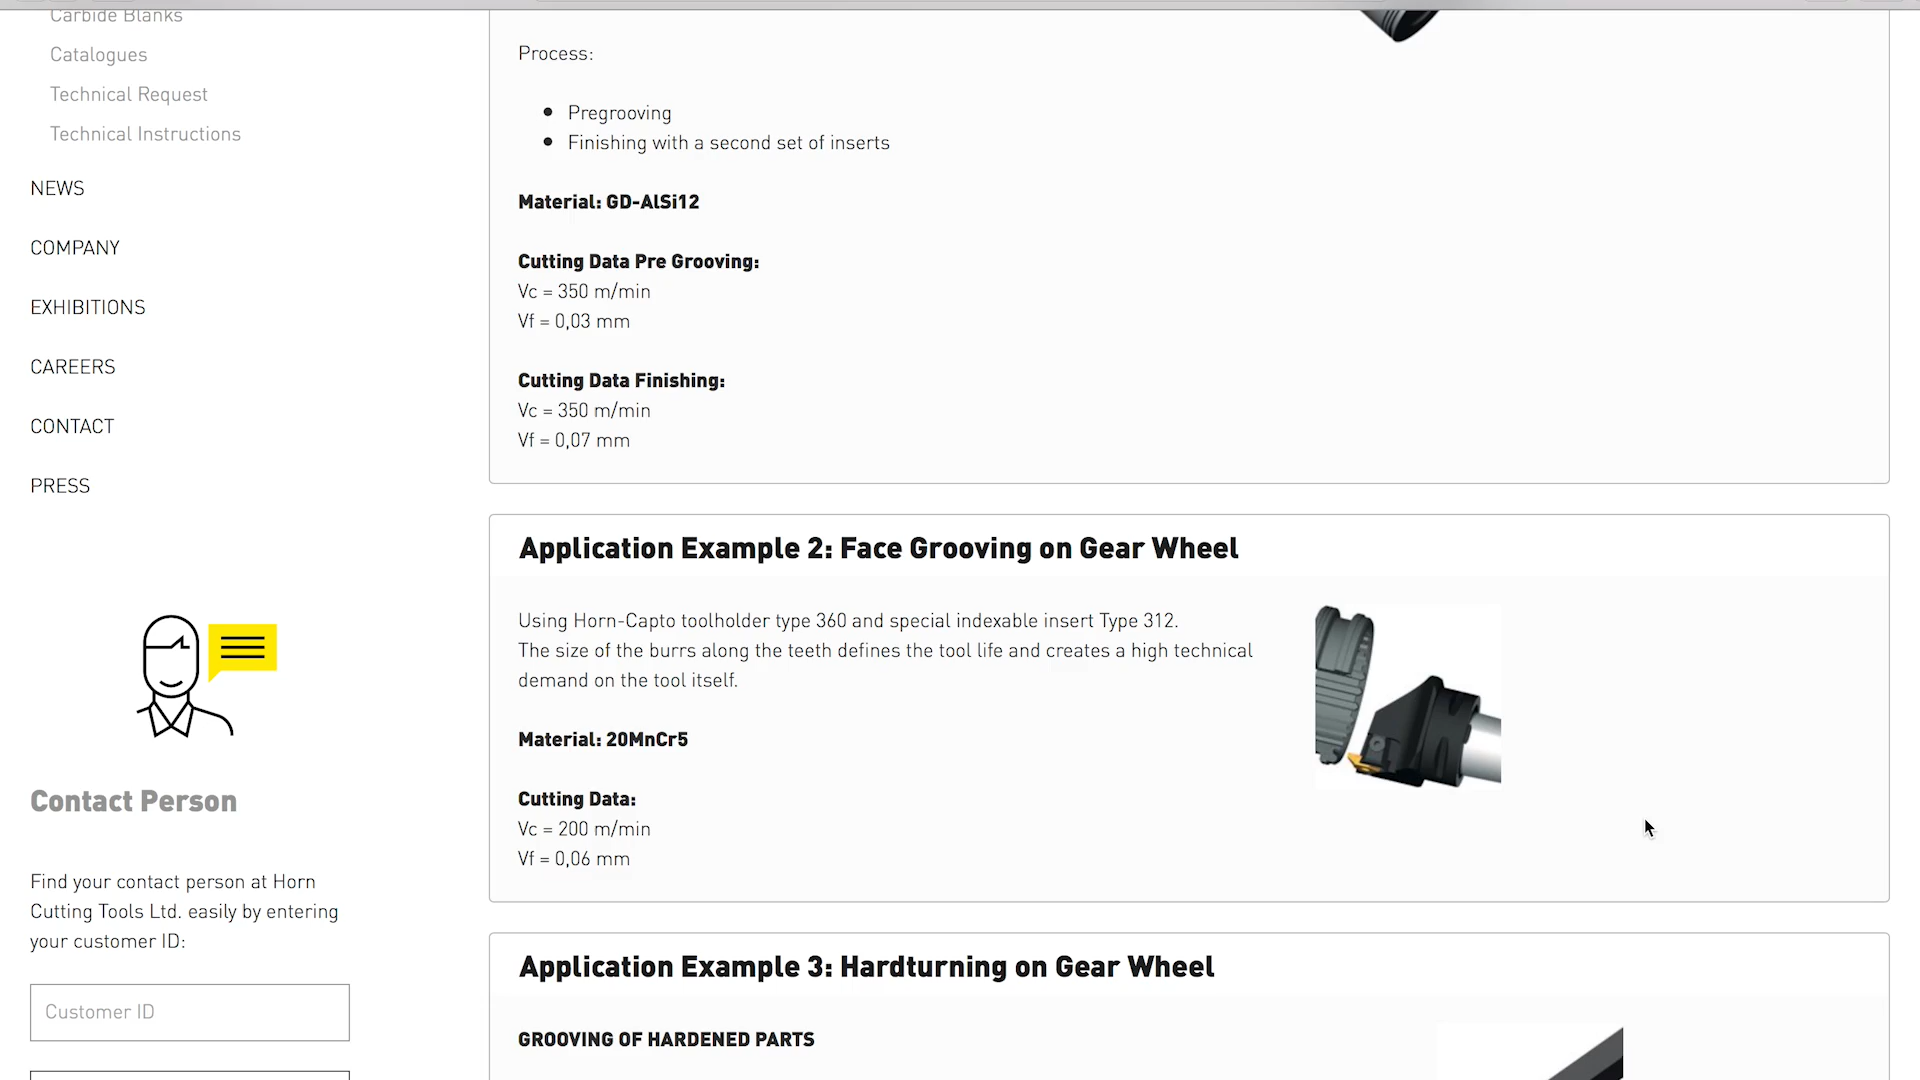 Carbide Blanks
Catalogues
Technical Request
Technical Instructions
NEWS
COMPANY
EXHIBITIONS
CAREERS
CONTACT
PRESS
Contact Person
Find your contact person at Horn
Cutting Tools Ltd. easily by entering
your customer ID:
Customer ID
Process:
Pregrooving
Finishing with a second set of inserts
Material: GD-AlSi12
Cutting Data Pre Grooving:
Vc = 350 m/min
Vf = 0,03 mm
Cutting Data Finishing:
Vc = 350 m/min
Vf = 0,07 mm
Application Example 2: Face Grooving on Gear Wheel
Using Horn-Capto toolholder type 360 and special indexable insert Type 312.
The size of the burrs along the teeth defines the tool life and creates a high technical
demand on the tool itself.
Material: 20MnCr5
Cutting Data:
Vc = 200 m/min
Vf = 0,06 mm
Application Example 3: Hardturning on Gear Wheel
GROOVING OF HARDENED PARTS